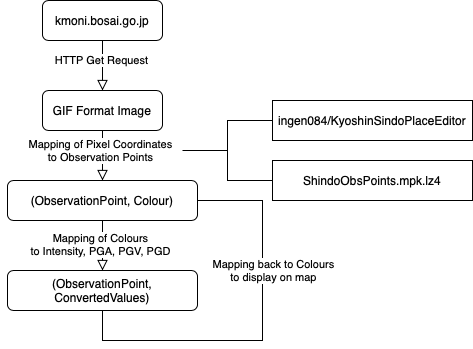 kmoni.bosai.go.jp
HTTP Get Request
GIF Format Image
Mapping of Pixel Coordinates
to Observation Points
ingen084/KyoshinSindoPlaceEditor
ShindoObsPoints.mpk.lz4
(ObservationPoint, Colour)
Mapping of Colours
to Intensity, PGA, PGV, PGD
Mapping back to Colours
to display on map
(ObservationPoint,
ConvertedValues)